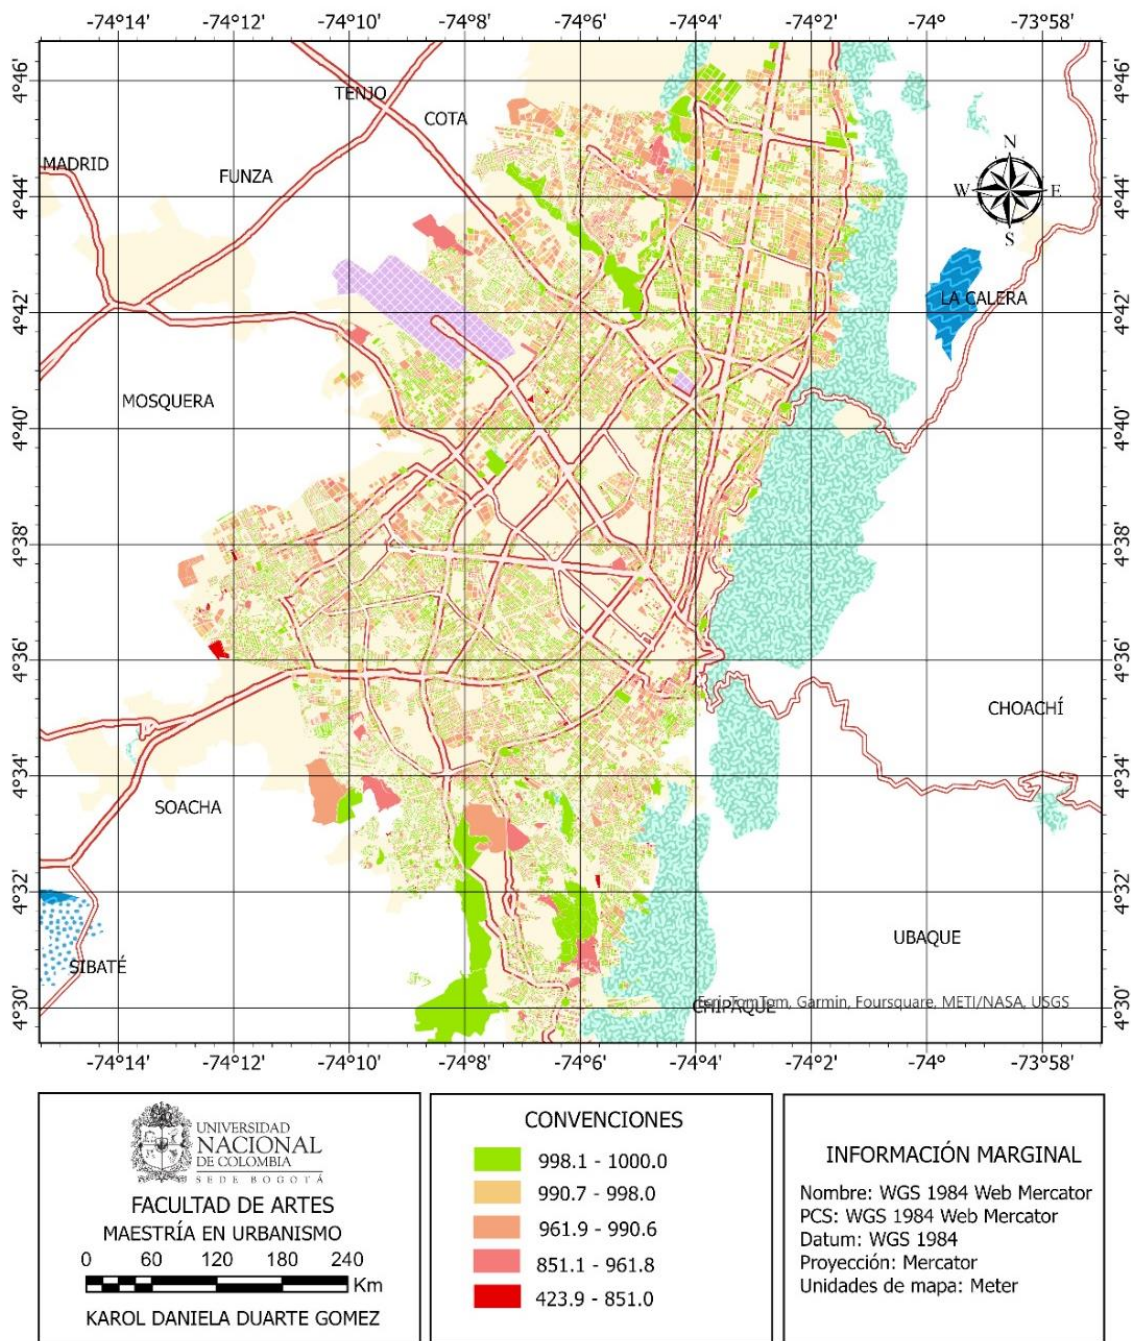 -74°14' -74°12' -74°10' -74°8' -74°6' -74°4' -74°2' -74° -73°58'
4°46' 4°46'
TENJO
COTA
N
MADRID
FUNZA
4°44' W E 4°44'
S
LA CALERA
4°42' 4°42'
MOSQUERA
4°40' 4°40'
4°38' 4°38'
4°36' 4°36'
CHOACHÍ
4°34' 4°34'
SOACHA
4°32' 4°32'
UBAQUE
SIBATÉ
4°30' 4°30'
CHIPAQUE
Esri, TomTom, Garmin, Foursquare, METI/NASA, USGS
-74°14' -74°12' -74°10' -74°8' -74°6' -74°4' -74°2' -74° -73°58'
UNIVERSIDAD
NACIONAL
DE COLOMBIA
SEDE BOGOTÁ
FACULTAD DE ARTES
MAESTRÍA EN URBANISMO
0 60 120 180 240
Km
KAROL DANIELA DUARTE GOMEZ
CONVENCIONES
998.1 - 1000.0
990.7 - 998.0
961.9 - 990.6
851.1 - 961.8
423.9 - 851.0
INFORMACIÓN MARGINAL
Nombre: WGS 1984 Web Mercator
PCS: WGS 1984 Web Mercator
Datum: WGS 1984
Proyección: Mercator
Unidades de mapa: Meter